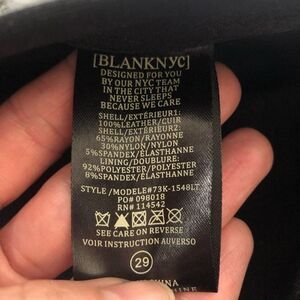 [BLANKNYC]
DESIGNED FOR YOU
BY OUR NYC TEAM
IN THE CITY THAT
NEVER SLEEPS
BECAUSE WE CARE
SHELL/EXTÉRIEUR1:
100%LEATHER/CUIR
SHELL/EXTÉRIEUR2:
65%RAYON/RAYONNE
30%NYLON/NYLON
5%SPANDEX/ÉLASTHANNE
LINING/DOUBLURE:
92%POLYESTER/POLYESTER
8%SPANDEX/ÉLASTHANNE
STYLE/MODELE#73K-1548LT
PO# 098018
RN# 114542
SEE CARE ON REVERSE
VOIR INSTRUCTION AUVERSO
29